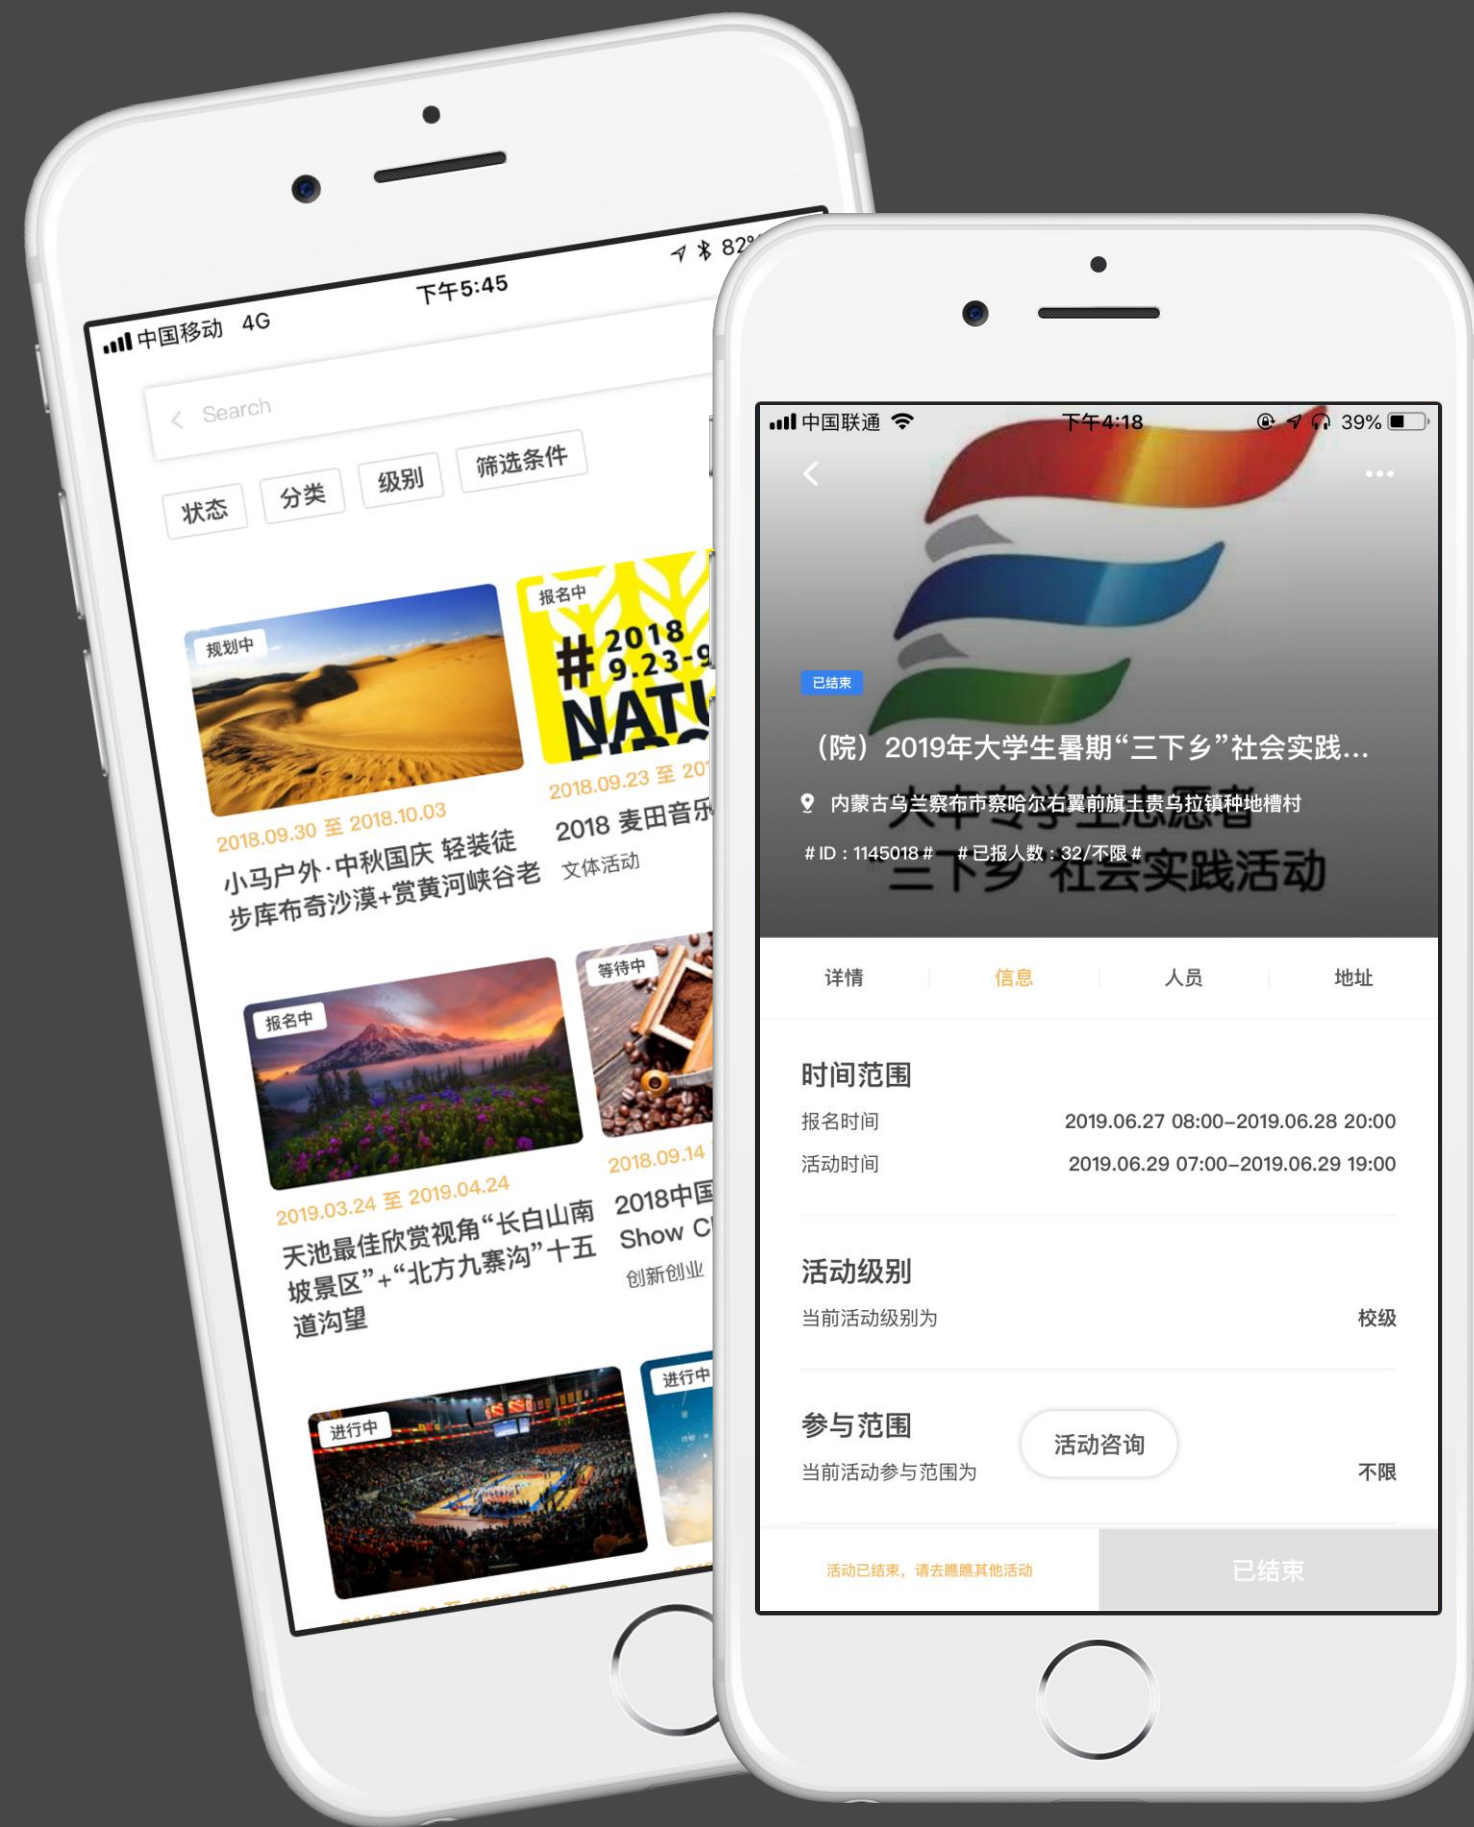 中国移动 4G
下午5:45
82%
Search
状态 分类 级别 筛选条件
规划中
2018.09.30 至 2018.10.03
小马户外·中秋国庆 轻装徒
步库布奇沙漠+赏黄河峡谷老
报名中
# 2018
9.23-9
NATU
2018.09.23 至 201
2018 麦田音乐
文体活动
报名中
2019.03.24 至 2019.04.24
天池最佳欣赏视角“长白山南
坡景区”+“北方九寨沟”十五
道沟望
等待中
2018.09.14
2018中国
Show C
创新创业
进行中
进行中
中国联通
下午4:18
39%
已结束
（院）2019年大学生暑期“三下乡”社会实践...
内蒙古乌兰察布市察哈尔右翼前旗土贵乌拉镇种地槽村
大中专学生志愿者
# ID : 1145018 # # 已报人数 : 32/不限 #
“三下乡”社会实践活动
详情 信息 人员 地址
时间范围
报名时间 2019.06.27 08:00-2019.06.28 20:00
活动时间 2019.06.29 07:00-2019.06.29 19:00
活动级别
当前活动级别为 校级
参与范围
当前活动参与范围为 不限
活动咨询
活动已结束，请去瞧瞧其他活动
已结束